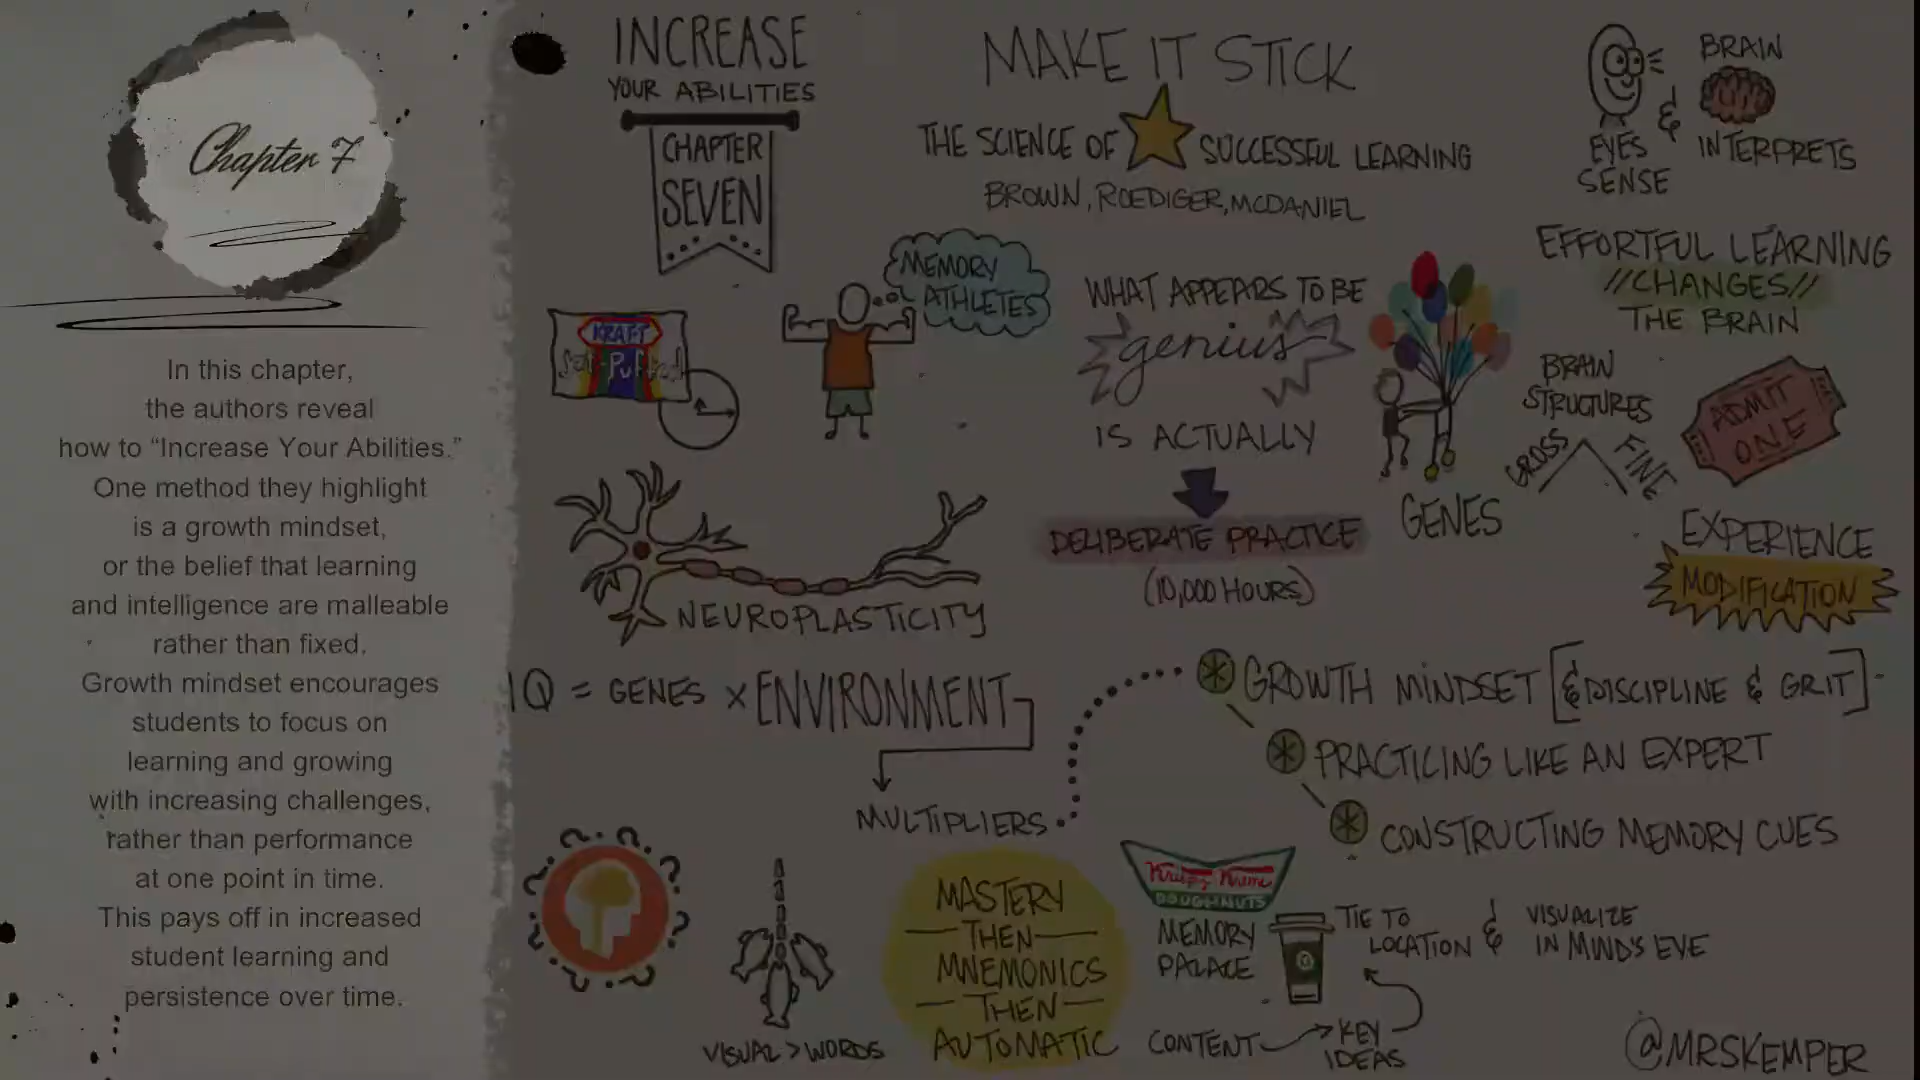 Chapter 7
In this chapter,
the authors reveal
how to “Increase Your Abilities.”
One method they highlight
is a growth mindset,
or the belief that learning
and intelligence are malleable
rather than fixed.
Growth mindset encourages
students to focus on
learning and growing
with increasing challenges,
rather than performance
at one point in time.
This pays off in increased
student learning and
persistence over time.
INCREASE
YOUR ABILITIES
CHAPTER
SEVEN
MAKE IT STICK
THE SCIENCE OF SUCCESSFUL LEARNING
BROWN, ROEDIGER, MCDANIEL
BRAIN
&
EYES
SENSE
INTERPRETS
KRAFT
Jet-Puffed
MEMORY
ATHLETES
WHAT APPEARS TO BE
genius
IS ACTUALLY
DELIBERATE PRACTICE
(10,000 HOURS)
GENES
EFFORTFUL LEARNING
//CHANGES//
THE BRAIN
BRAIN
STRUCTURES
GROSS
FINE
ADMIT
ONE
EXPERIENCE
MODIFICATION
NEUROPLASTICITY
IQ = GENES x ENVIRONMENT
MULTIPLIERS
* GROWTH MINDSET [& DISCIPLINE & GRIT]
* PRACTICING LIKE AN EXPERT
* CONSTRUCTING MEMORY CUES
? ? ? ? ? ? ? ? ? ?
VISUAL > WORDS
MASTERY
THEN
MNEMONICS
THEN
AUTOMATIC
Krispy Kreme
DOUGHNUTS
MEMORY
PALACE
TIE TO
LOCATION
&
VISUALIZE
IN MIND'S EYE
CONTENT
KEY
IDEAS
@MRSKEMPER